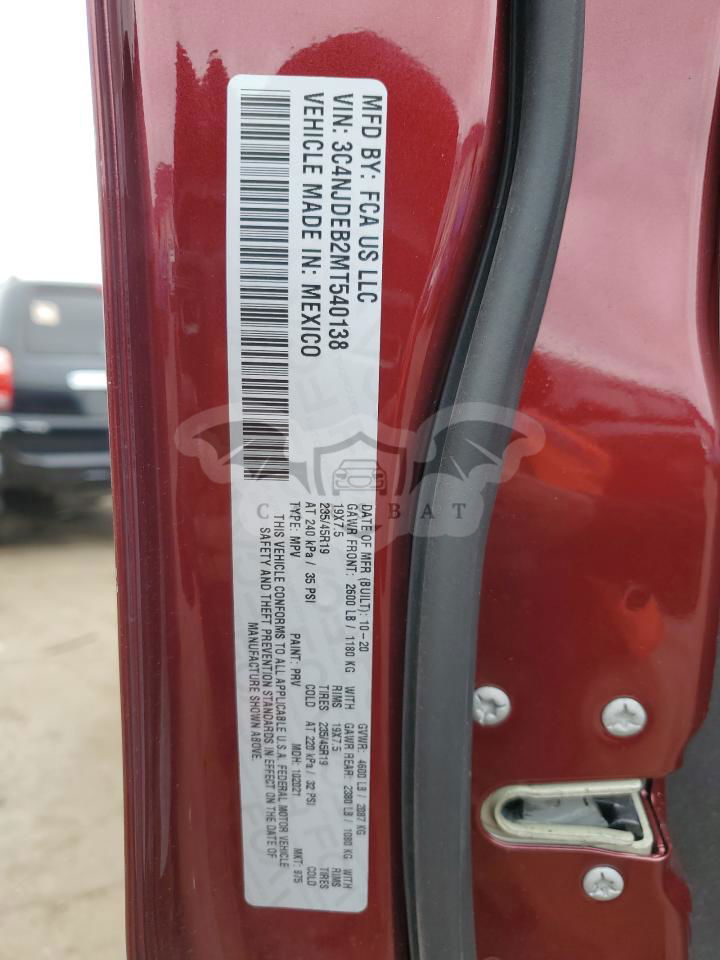 MFD BY: FCA US LLC
VIN: 3C4NJDEB2MT540138
VEHICLE MADE IN: MEXICO
DATE OF MFR (BUILT): 10-20 GVWR: 4600 LB / 2087 KG
GAWR FRONT: 2600 LB / 1180 KG WITH GAWR REAR: 2380 LB / 1080 KG WITH
19X7.5 RIMS 19X7.5 RIMS
235/45R19 TIRES 235/45R19 TIRES
AT 240 kPa / 35 PSI COLD AT 220 kPa / 32 PSI COLD
TYPE: MPV PAINT: PRV MDH: 102021 MKT: 975
THIS VEHICLE CONFORMS TO ALL APPLICABLE U.S.A. FEDERAL MOTOR VEHICLE
SAFETY AND THEFT PREVENTION STANDARDS IN EFFECT ON THE DATE OF
MANUFACTURE SHOWN ABOVE.